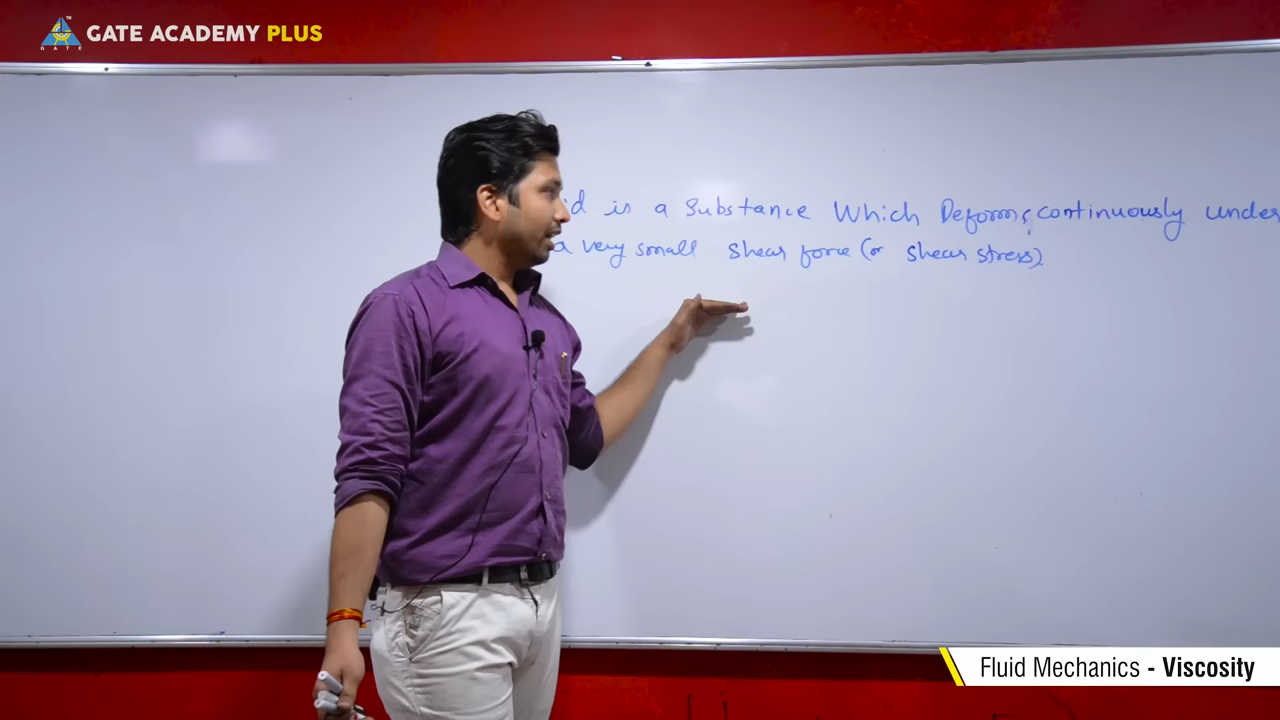 GATE ACADEMY PLUS
GATE
id is a Substance Which Deforms continuously under
a very small shear force (or shear stress)
Fluid Mechanics - Viscosity